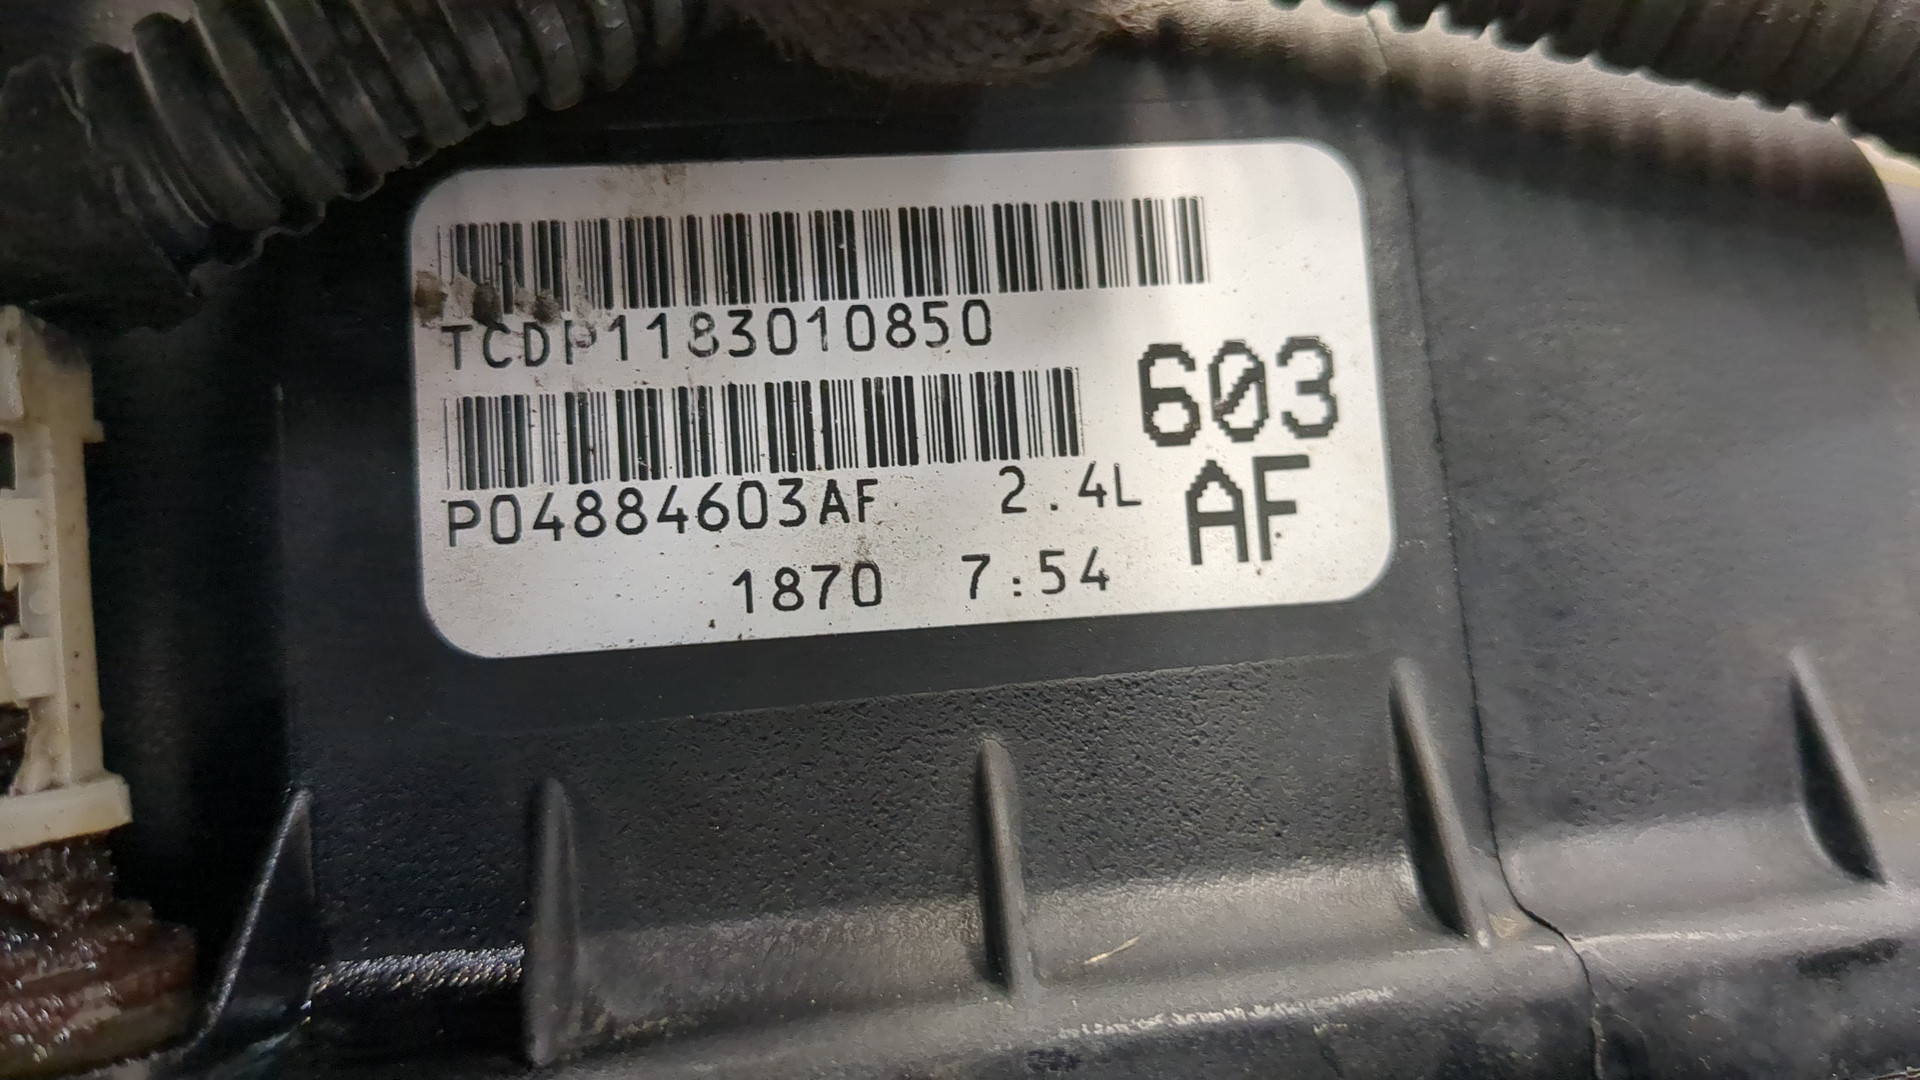 TCDP1183010850
603
P04884603AF 2.4L
AF
1870 7:54